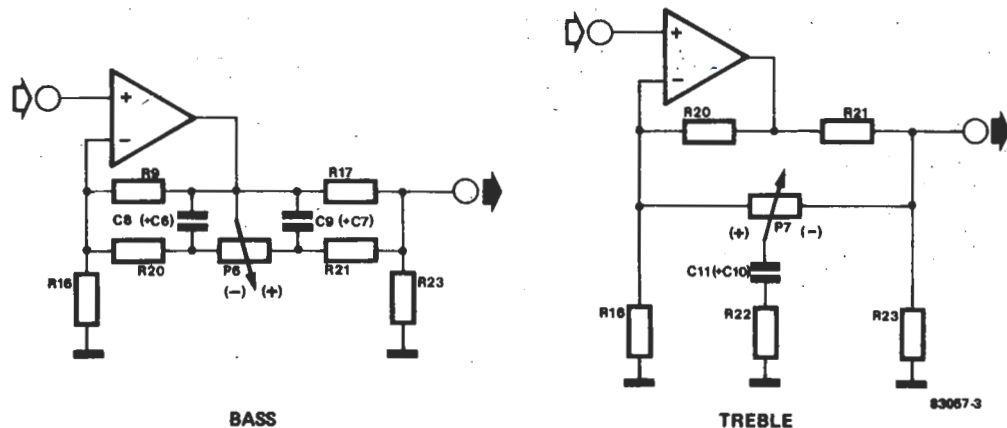 +
−
R9
R17
C8 (+C6)
C9 (+C7)
R20
P6
R21
R16
(−) (+)
R23
BASS
+
−
R20
R21
P7
(+) (−)
C11(+C10)
R16
R22
R23
TREBLE
83057-3